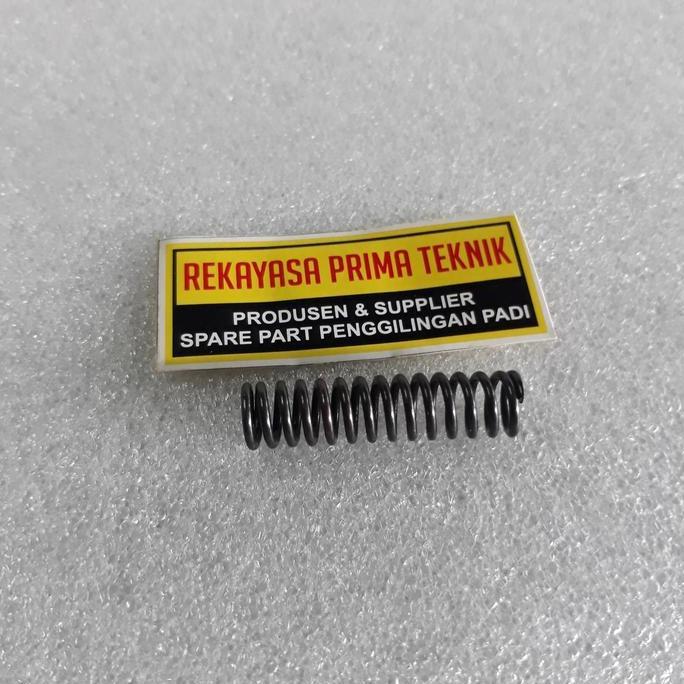 REKAYASA PRIMA TEKNIK
PRODUSEN & SUPPLIER
SPARE PART PENGGILINGAN PADI